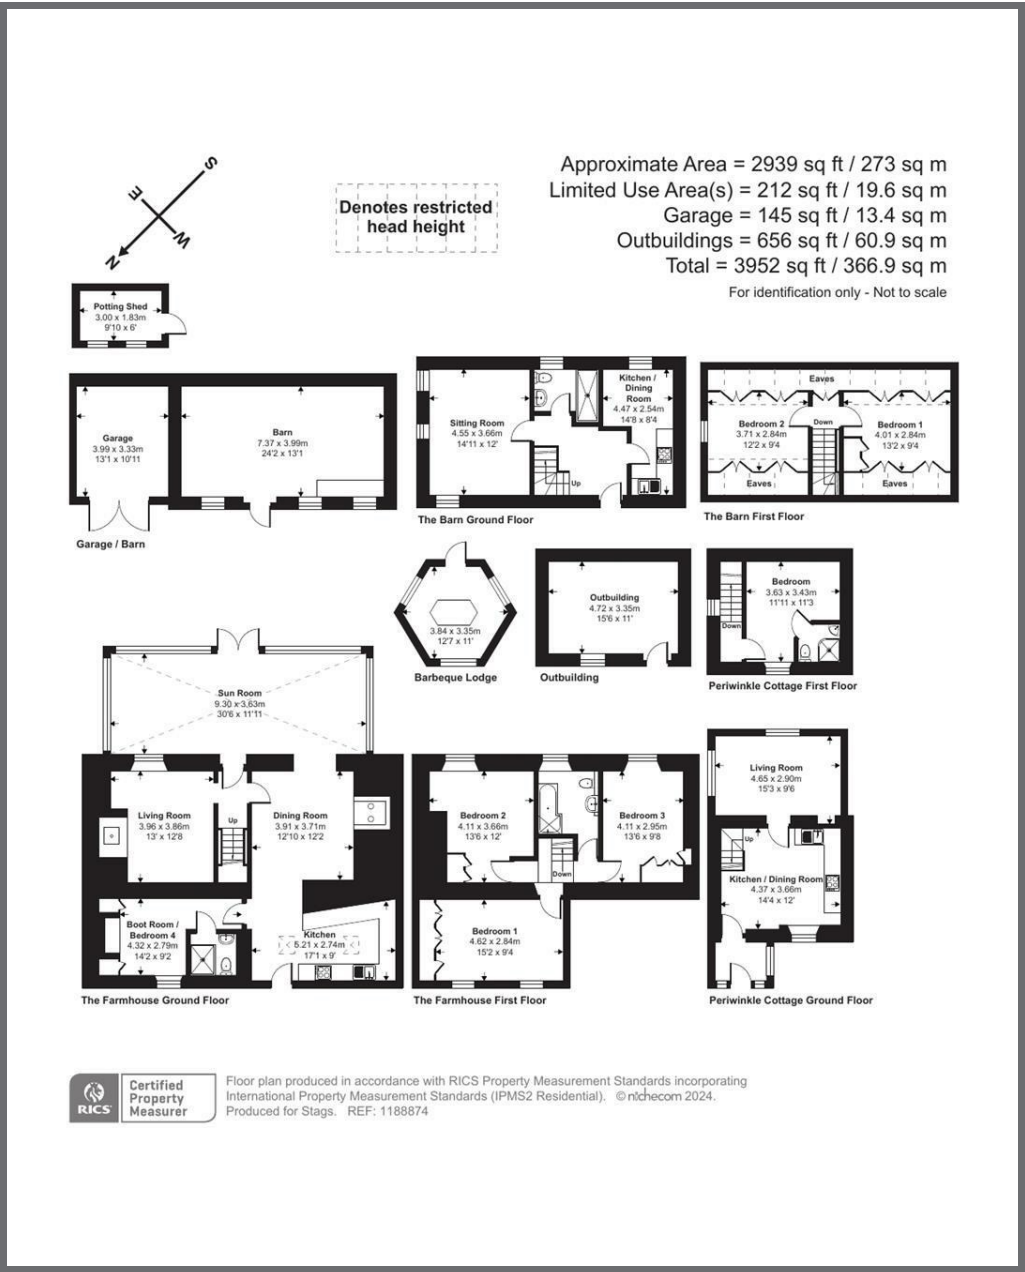 S
E
W
N
Denotes restricted
head height
Approximate Area = 2939 sq ft / 273 sq m
Limited Use Area(s) = 212 sq ft / 19.6 sq m
Garage = 145 sq ft / 13.4 sq m
Outbuildings = 656 sq ft / 60.9 sq m
Total = 3952 sq ft / 366.9 sq m
For identification only - Not to scale
Potting Shed
3.00 x 1.83m
9'10 x 6'
Garage
3.99 x 3.33m
13'1 x 10'11
Barn
7.37 x 3.99m
24'2 x 13'1
Garage / Barn
Sitting Room
4.55 x 3.66m
14'11 x 12'
Kitchen /
Dining
Room
4.47 x 2.54m
14'8 x 8'4
Up
The Barn Ground Floor
Eaves
Bedroom 2
3.71 x 2.84m
12'2 x 9'4
Down
Bedroom 1
4.01 x 2.84m
13'2 x 9'4
Eaves
Eaves
The Barn First Floor
3.84 x 3.35m
12'7 x 11'
Barbeque Lodge
Outbuilding
4.72 x 3.35m
15'6 x 11'
Outbuilding
Bedroom
3.63 x 3.43m
11'11 x 11'3
Down
Periwinkle Cottage First Floor
Sun Room
9.30 x 3.63m
30'6 x 11'11
Living Room
3.96 x 3.86m
13' x 12'8
Up
Dining Room
3.91 x 3.71m
12'10 x 12'2
Boot Room /
Bedroom 4
4.32 x 2.79m
14'2 x 9'2
Kitchen
5.21 x 2.74m
17'1 x 9'
The Farmhouse Ground Floor
Bedroom 2
4.11 x 3.66m
13'6 x 12'
Bedroom 3
4.11 x 2.95m
13'6 x 9'8
Down
Bedroom 1
4.62 x 2.84m
15'2 x 9'4
The Farmhouse First Floor
Living Room
4.65 x 2.90m
15'3 x 9'6
Up
Kitchen / Dining Room
4.37 x 3.66m
14'4 x 12'
Periwinkle Cottage Ground Floor
RICS
Certified
Property
Measurer
Floor plan produced in accordance with RICS Property Measurement Standards incorporating
International Property Measurement Standards (IPMS2 Residential). © nichecom 2024.
Produced for Stags. REF: 1188874